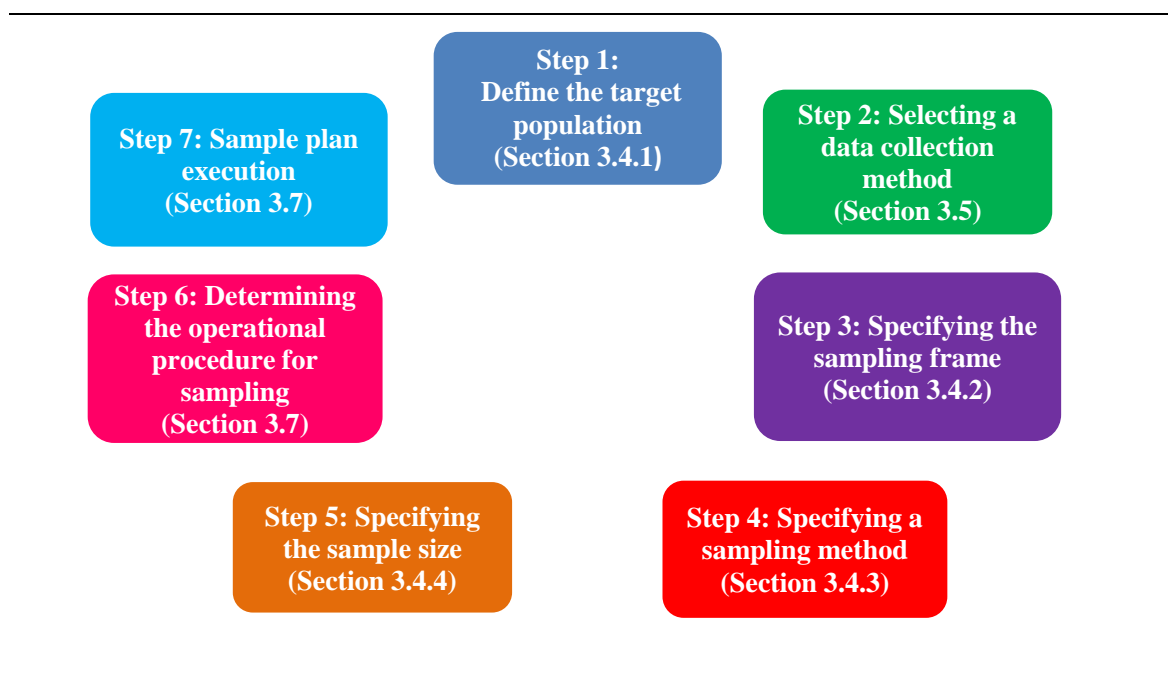 Step 1:
Define the target
population
(Section 3.4.1)
Step 2: Selecting a
data collection
method
(Section 3.5)
Step 3: Specifying the
sampling frame
(Section 3.4.2)
Step 4: Specifying a
sampling method
(Section 3.4.3)
Step 5: Specifying
the sample size
(Section 3.4.4)
Step 6: Determining
the operational
procedure for
sampling
(Section 3.7)
Step 7: Sample plan
execution
(Section 3.7)